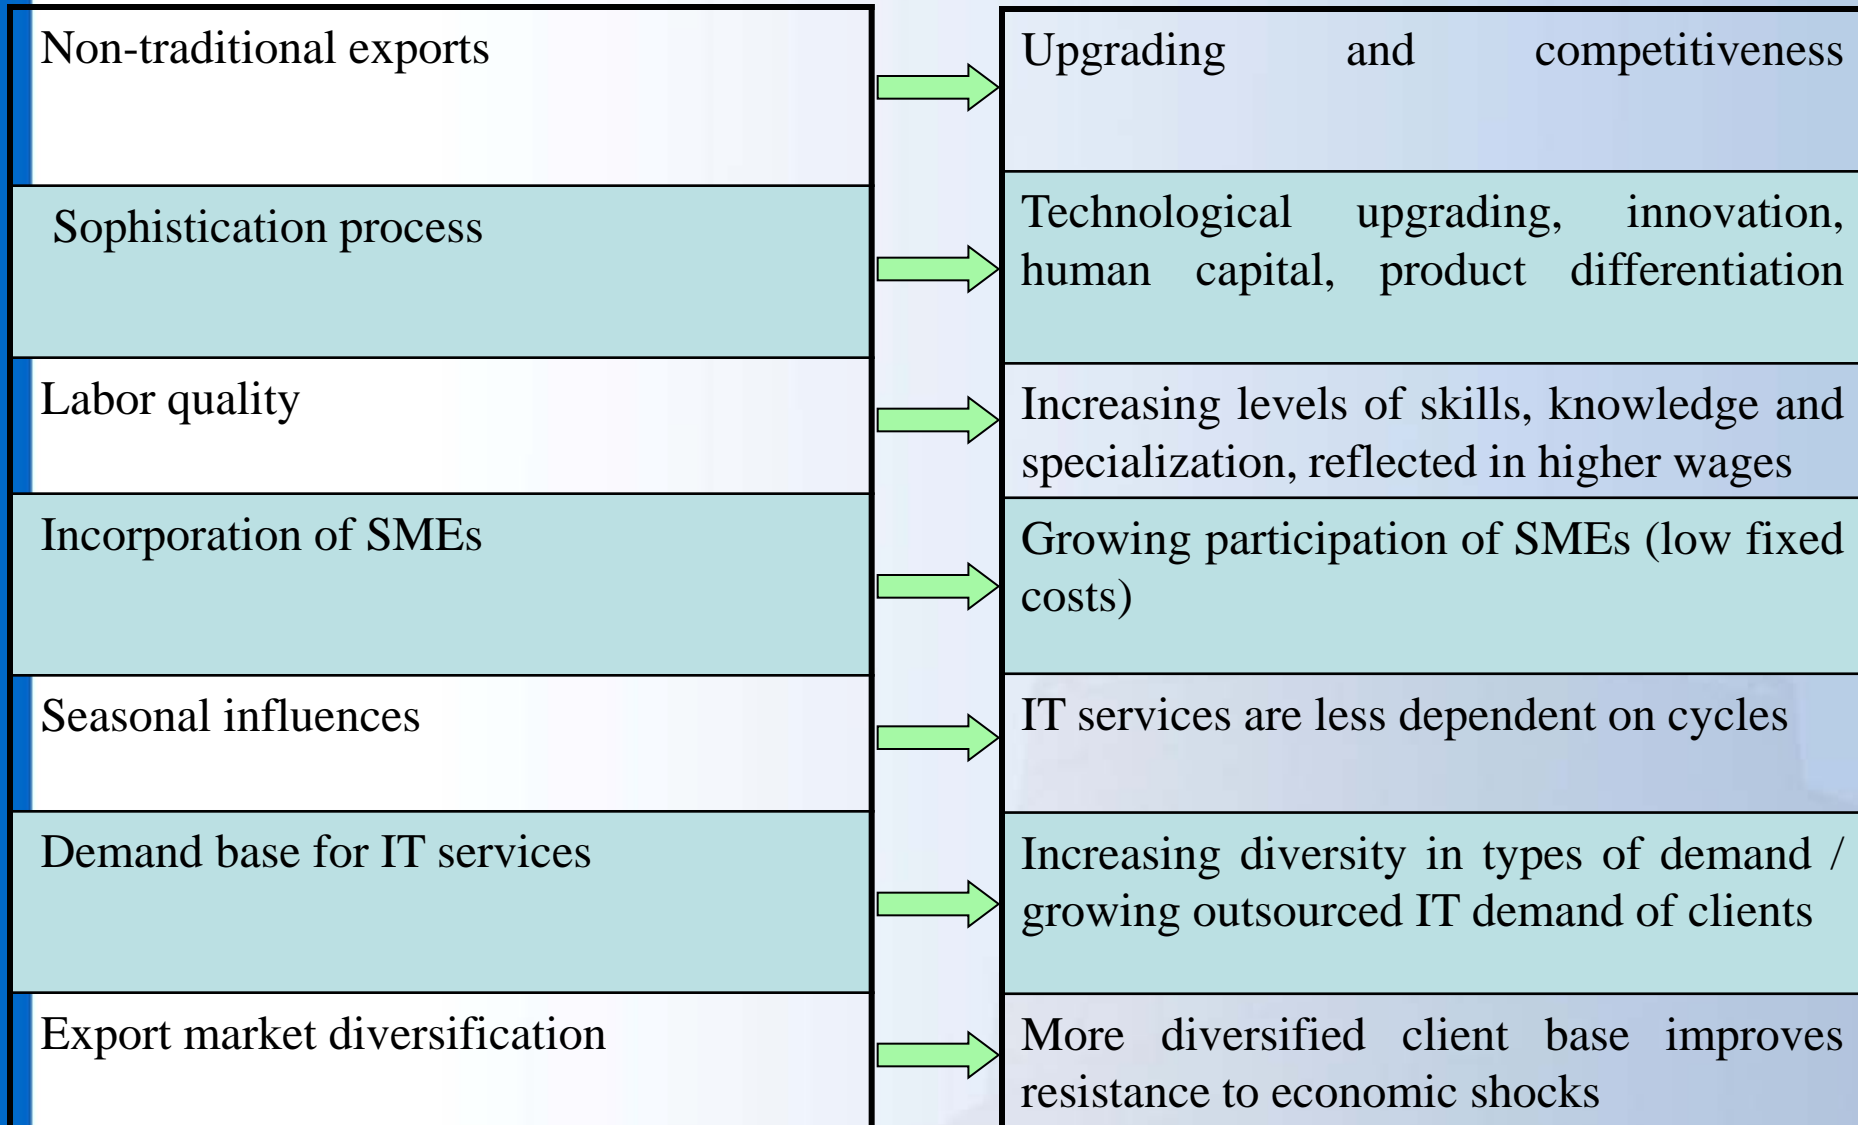 Non-traditional exports
Upgrading and competitiveness
Sophistication process
Technological upgrading, innovation,
human capital, product differentiation
Labor quality
Increasing levels of skills, knowledge and
specialization, reflected in higher wages
Incorporation of SMEs
Growing participation of SMEs (low fixed
costs)
Seasonal influences
IT services are less dependent on cycles
Demand base for IT services
Increasing diversity in types of demand /
growing outsourced IT demand of clients
Export market diversification
More diversified client base improves
resistance to economic shocks